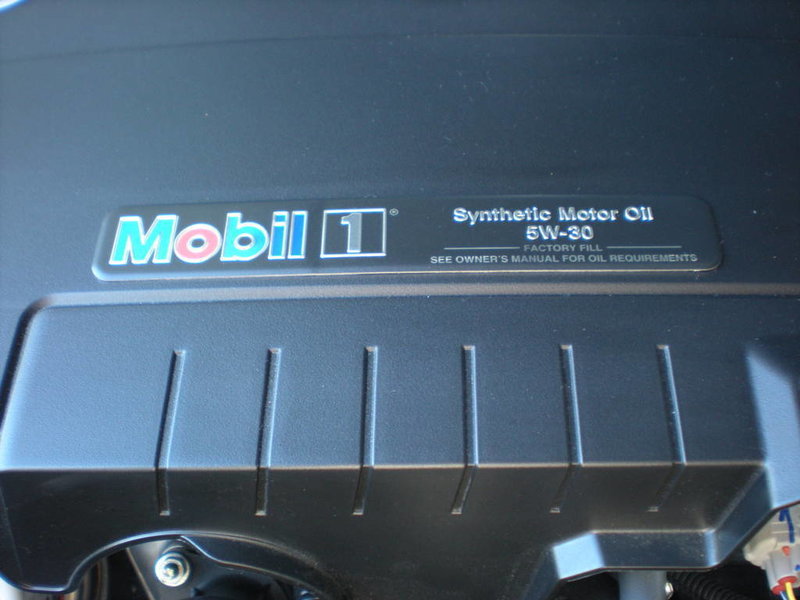 Mobil 1®
Synthetic Motor Oil
5W-30
FACTORY FILL
SEE OWNER'S MANUAL FOR OIL REQUIREMENTS